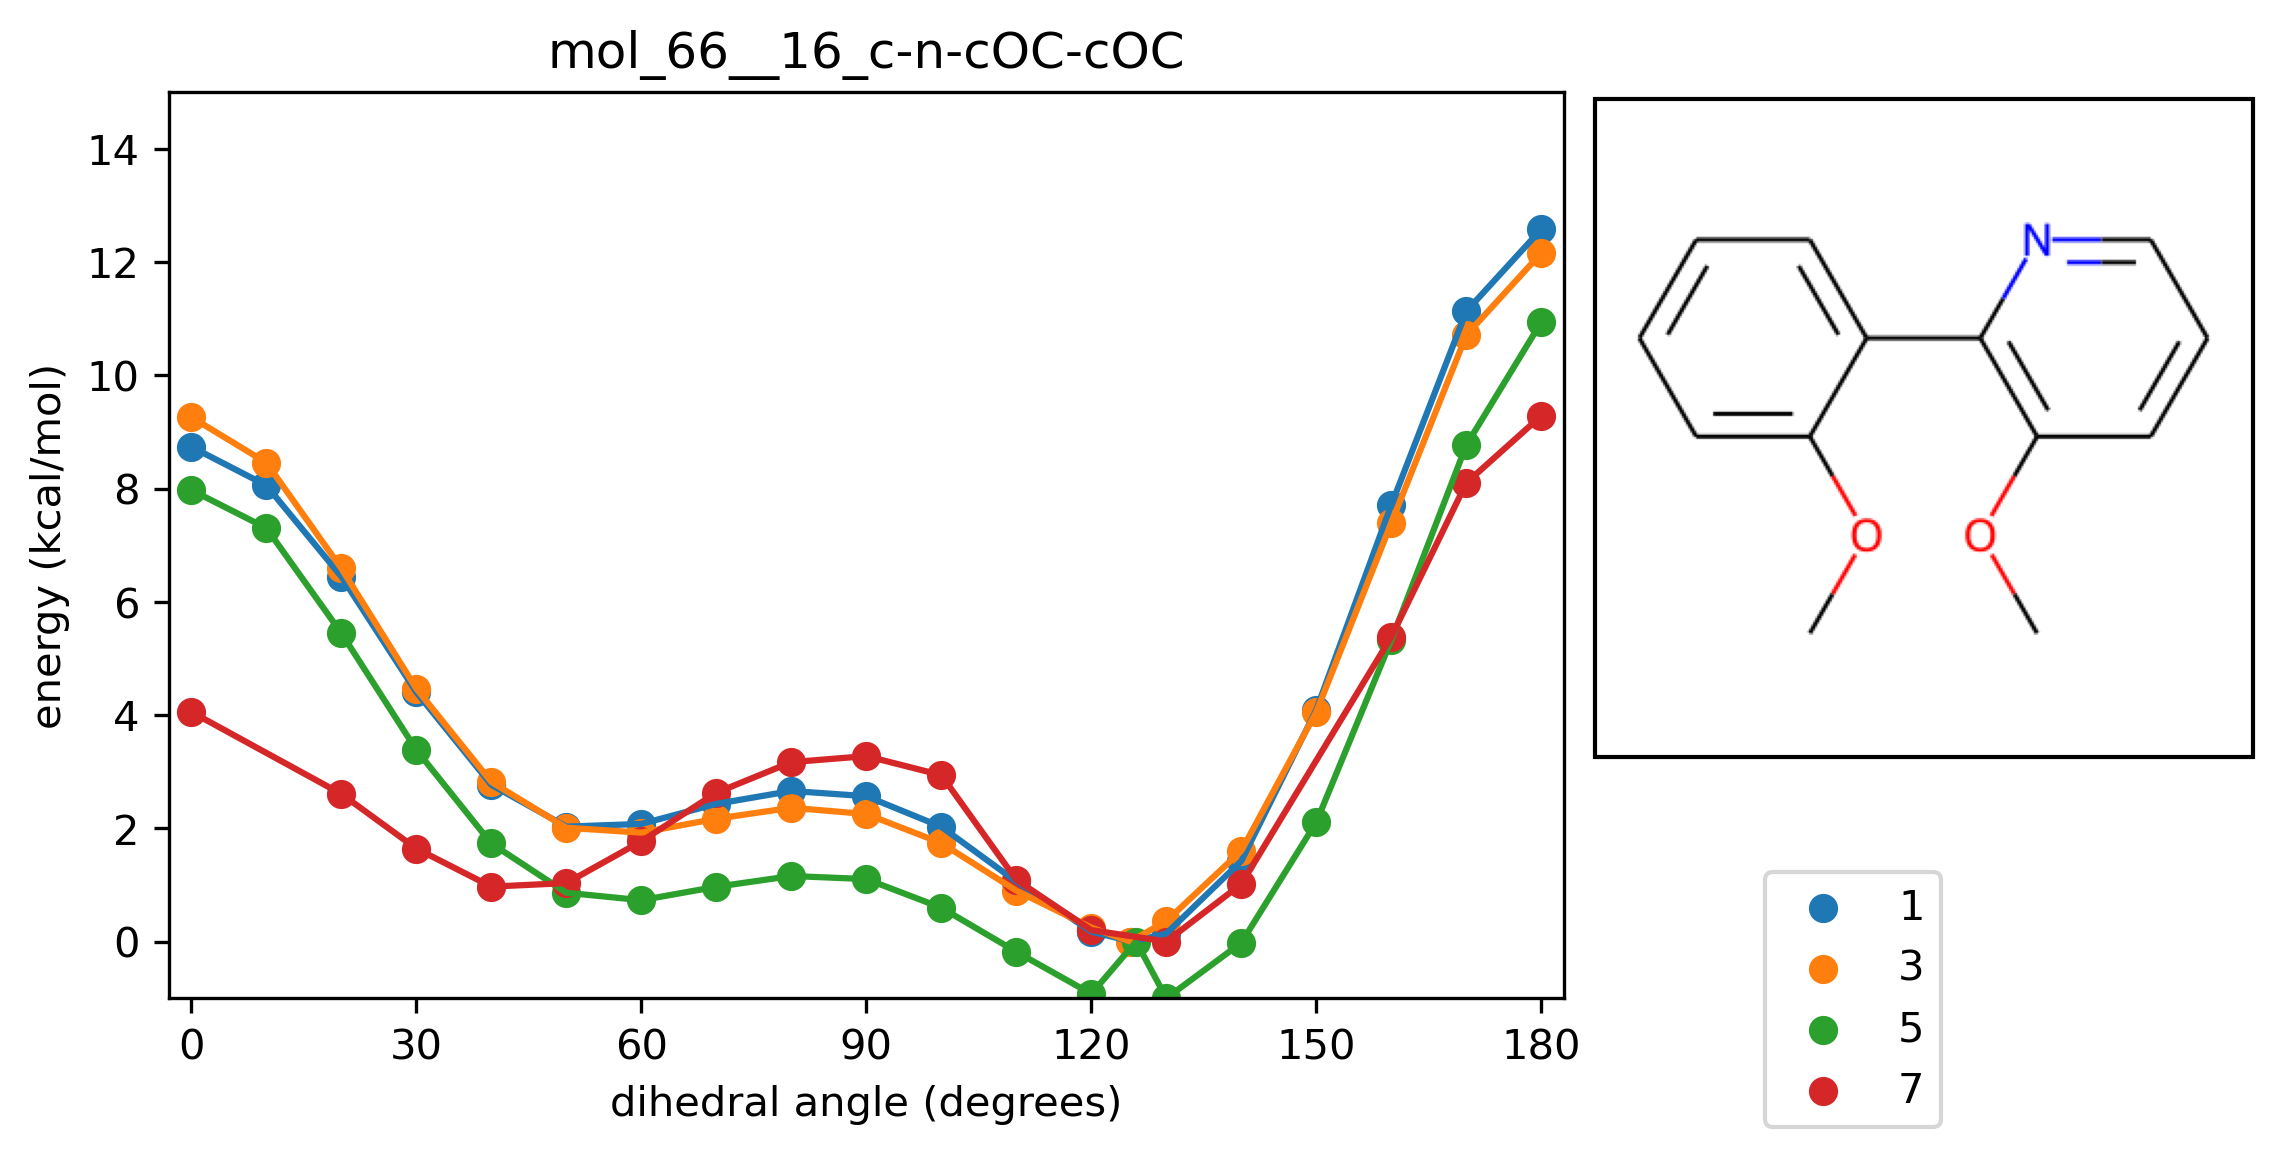 mol_66__16_c-n-cOC-cOC
energy (kcal/mol)
14
12
10
8
6
4
2
0
0 30 60 90 120 150 180
dihedral angle (degrees)
N
O O
1
3
5
7